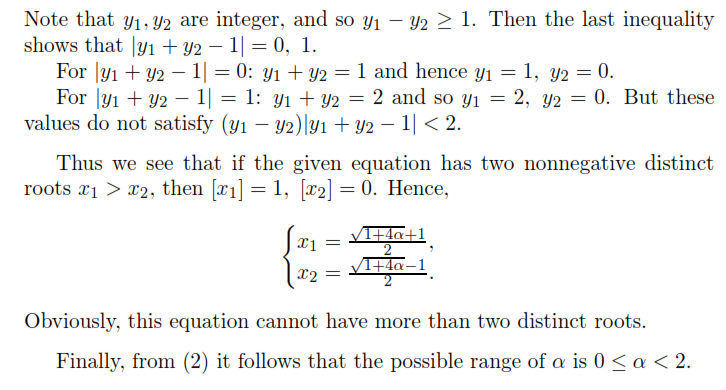 Note that y₁, y₂ are integer, and so y₁ − y₂ ≥ 1. Then the last inequality
shows that |y₁ + y₂ − 1| = 0, 1.
For |y₁ + y₂ − 1| = 0: y₁ + y₂ = 1 and hence y₁ = 1, y₂ = 0.
For |y₁ + y₂ − 1| = 1: y₁ + y₂ = 2 and so y₁ = 2, y₂ = 0. But these
values do not satisfy (y₁ − y₂)|y₁ + y₂ − 1| < 2.
Thus we see that if the given equation has two nonnegative distinct
roots x₁ > x₂, then [x₁] = 1, [x₂] = 0. Hence,
{ x₁ = (√(1+4α)+1)/2,
x₂ = (√(1+4α)−1)/2.
Obviously, this equation cannot have more than two distinct roots.
Finally, from (2) it follows that the possible range of α is 0 ≤ α < 2.